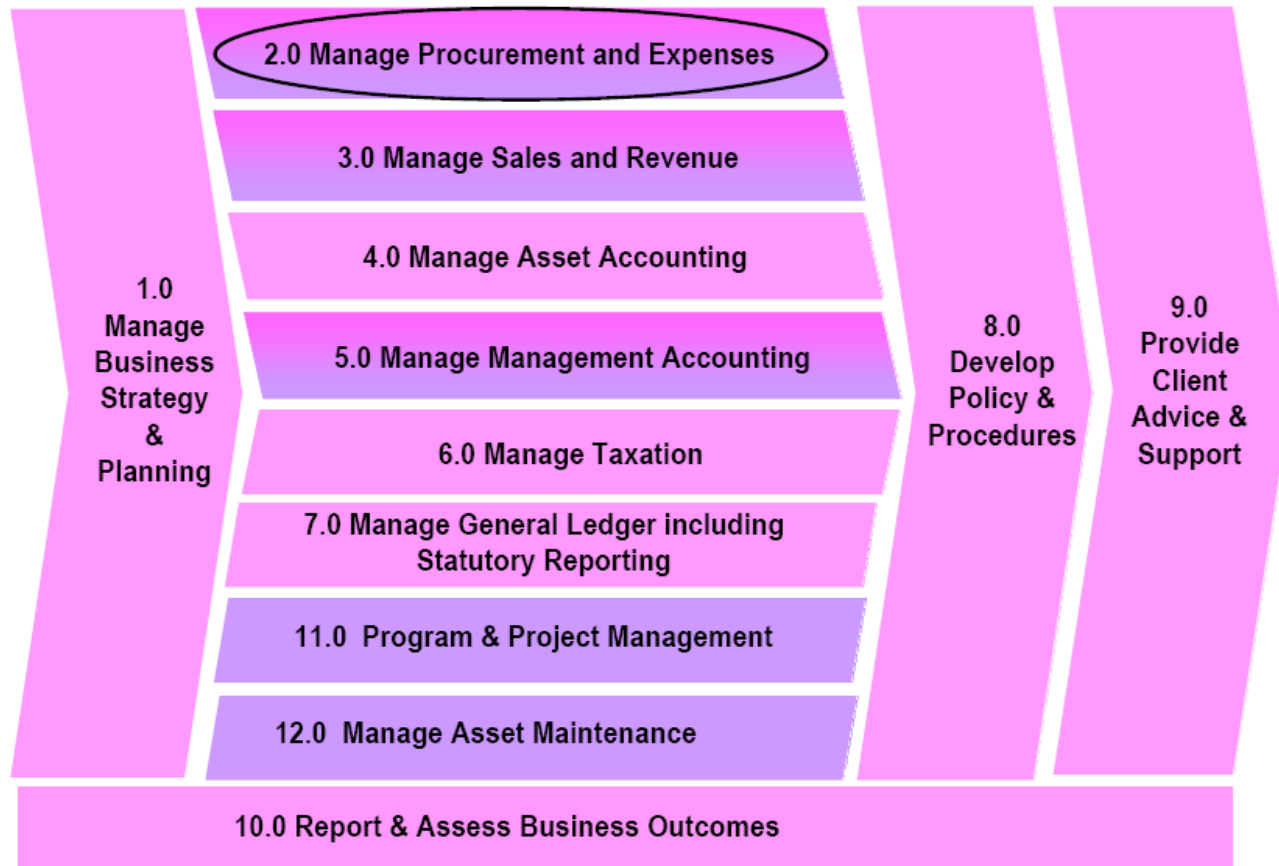 2.0 Manage Procurement and Expenses
3.0 Manage Sales and Revenue
4.0 Manage Asset Accounting
1.0
Manage
Business
Strategy
&
Planning
5.0 Manage Management Accounting
6.0 Manage Taxation
7.0 Manage General Ledger including
Statutory Reporting
11.0 Program & Project Management
12.0 Manage Asset Maintenance
8.0
Develop
Policy &
Procedures
9.0
Provide
Client
Advice &
Support
10.0 Report & Assess Business Outcomes